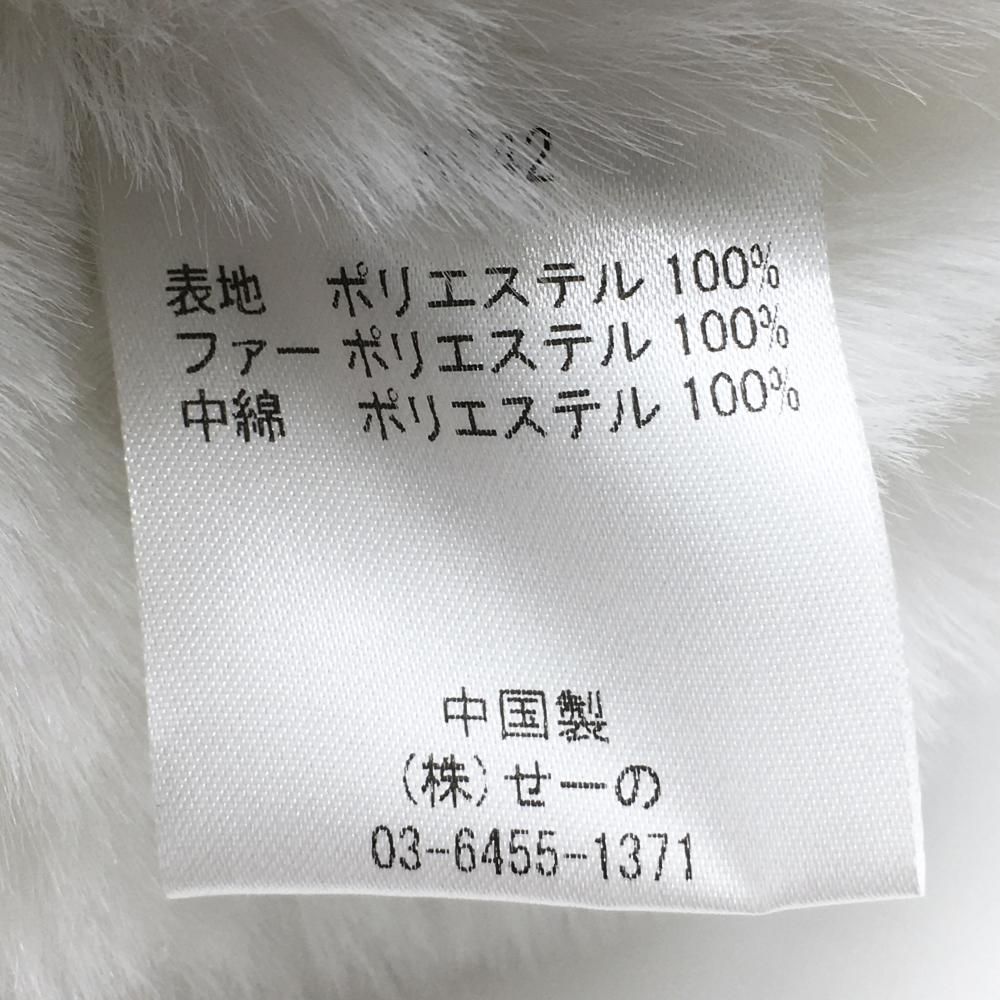 表地 ポリエステル 100%
ファー ポリエステル 100%
中綿 ポリエステル 100%
中国製
(株)せーの
03-6455-1371